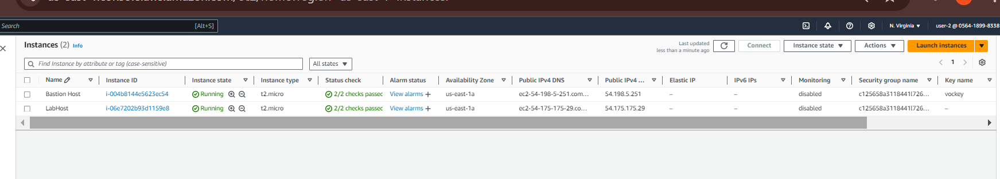 Search [Alt+S] N. Virginia ▼ user-2 @ 0564-1899-8338
Instances (2) Info
Last updated
less than a minute ago
Connect Instance state ▼ Actions ▼ Launch instances ▼
Find Instance by attribute or tag (case-sensitive) All states ▼ 1
Name Instance ID Instance state Instance type Status check Alarm status Availability Zone Public IPv4 DNS Public IPv4 ... Elastic IP IPv6 IPs Monitoring Security group name Key name
Bastion Host i-004b8144e5623ec54 Running t2.micro 2/2 checks passec View alarms + us-east-1a ec2-54-198-5-251.com... 54.198.5.251 – – disabled c125658a3118441l726... vockey
LabHost i-06e7202b93d1159e8 Running t2.micro 2/2 checks passec View alarms + us-east-1a ec2-54-175-175-29.co... 54.175.175.29 – – disabled c125658a3118441l726... –